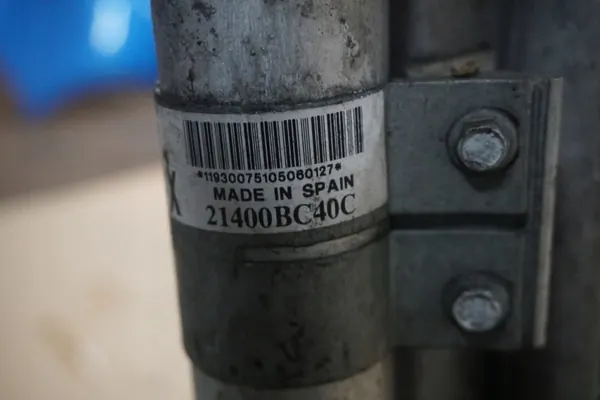 X
*11930075105060127*
MADE IN SPAIN
21400BC40C